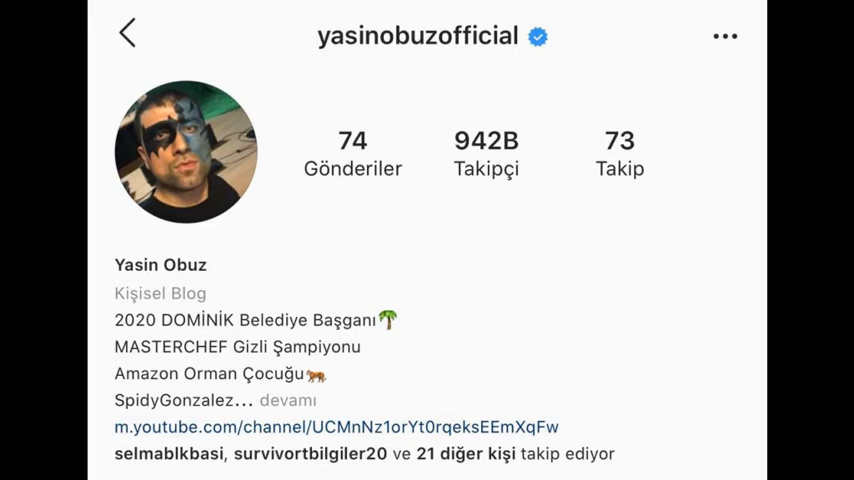 yasinobuzofficial
74 942B 73
Gönderiler Takipçi Takip
Yasin Obuz
Kişisel Blog
2020 DOMİNİK Belediye Başganı🌴
MASTERCHEF Gizli Şampiyonu
Amazon Orman Çocuğu🐅
SpidyGonzalez... devamı
m.youtube.com/channel/UCMnNz1orYt0rqeksEEmXqFw
selmablkbasi, survivortbilgiler20 ve 21 diğer kişi takip ediyor